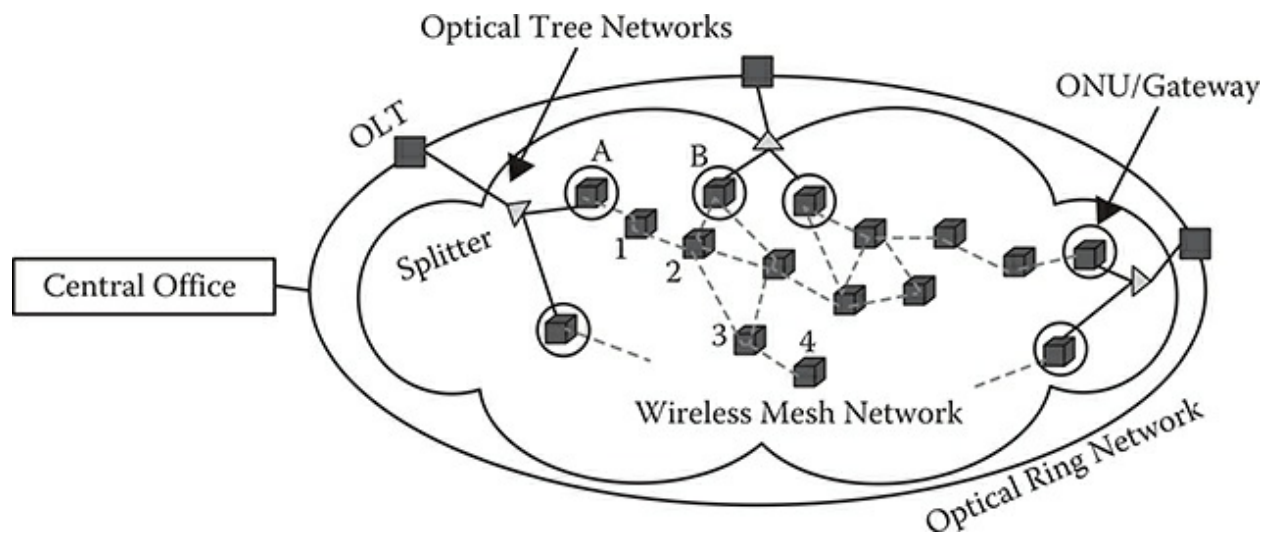 Optical Tree Networks
ONU/Gateway
OLT
A
B
Splitter
1
2
Central Office
3
4
Wireless Mesh Network
Optical Ring Network